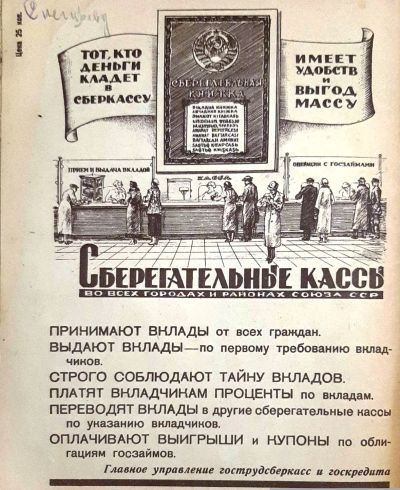 Цена 25 коп.
ТОТ, КТО
ДЕНЬГИ
КЛАДЕТ
В
СБЕРКАССУ
ИМЕЕТ
УДОБСТВ
И
ВЫГОД
МАССУ
СБЕРЕГАТЕЛЬНАЯ
КНИЖКА
ПРИЕМ И ВЫДАЧА ВКЛАДОВ
КАССА
ОПЕРАЦИИ С ГОСЗАЙМАМИ
СБЕРЕГАТЕЛЬНЫЕ КАССЫ
ВО ВСЕХ ГОРОДАХ И РАЙОНАХ СОЮЗА ССР
ПРИНИМАЮТ ВКЛАДЫ от всех граждан.
ВЫДАЮТ ВКЛАДЫ—по первому требованию вклад-
чиков.
СТРОГО СОБЛЮДАЮТ ТАЙНУ ВКЛАДОВ.
ПЛАТЯТ ВКЛАДЧИКАМ ПРОЦЕНТЫ по вкладам.
ПЕРЕВОДЯТ ВКЛАДЫ в другие сберегательные кассы
по указанию вкладчиков.
ОПЛАЧИВАЮТ ВЫИГРЫШИ и КУПОНЫ по обли-
гациям госзаймов.
Главное управление гострудсберкасс и госкредита